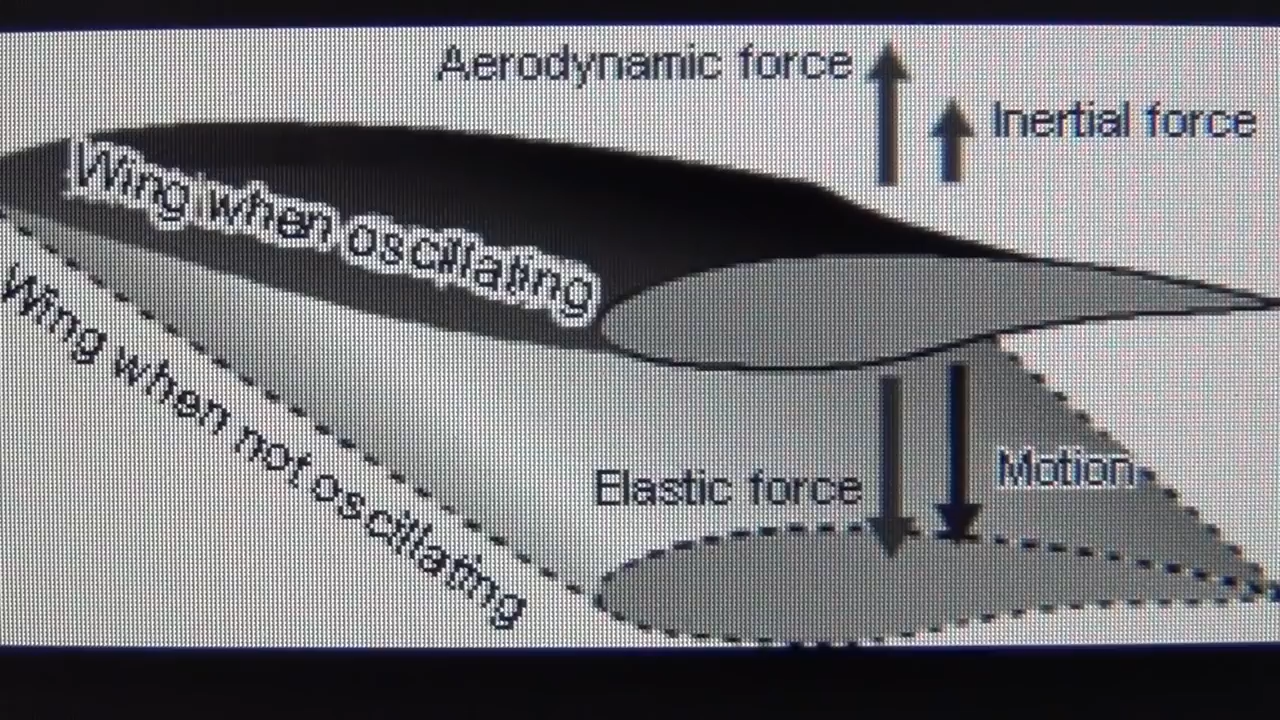 Aerodynamic force
Inertial force
Wing when oscillating
Wing when not oscillating
Elastic force
Motion